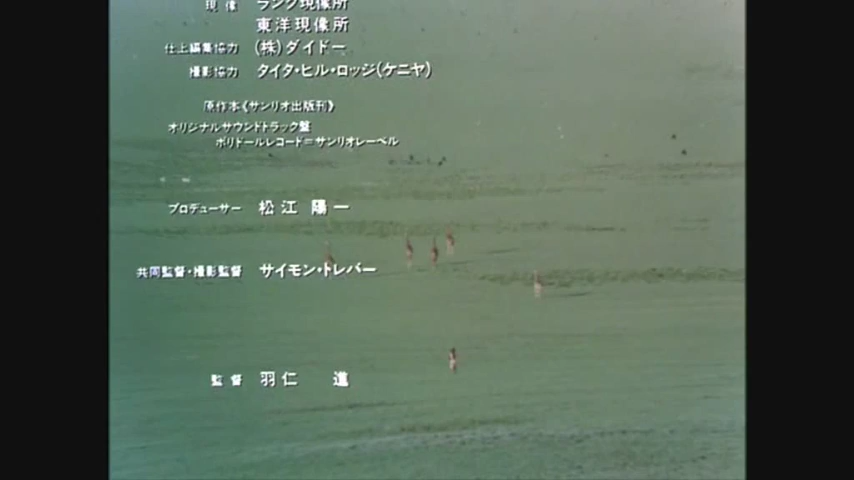 現像 ランク現像所
東洋現像所
仕上編集協力 (株)ダイドー
撮影協力 タイタ・ヒル・ロッジ(ケニヤ)
原作本《サンリオ出版刊》
オリジナルサウンドトラック盤
ポリドールレコード=サンリオレーベル
プロデューサー 松江陽一
共同監督・撮影監督 サイモン・トレバー
監督 羽仁 進